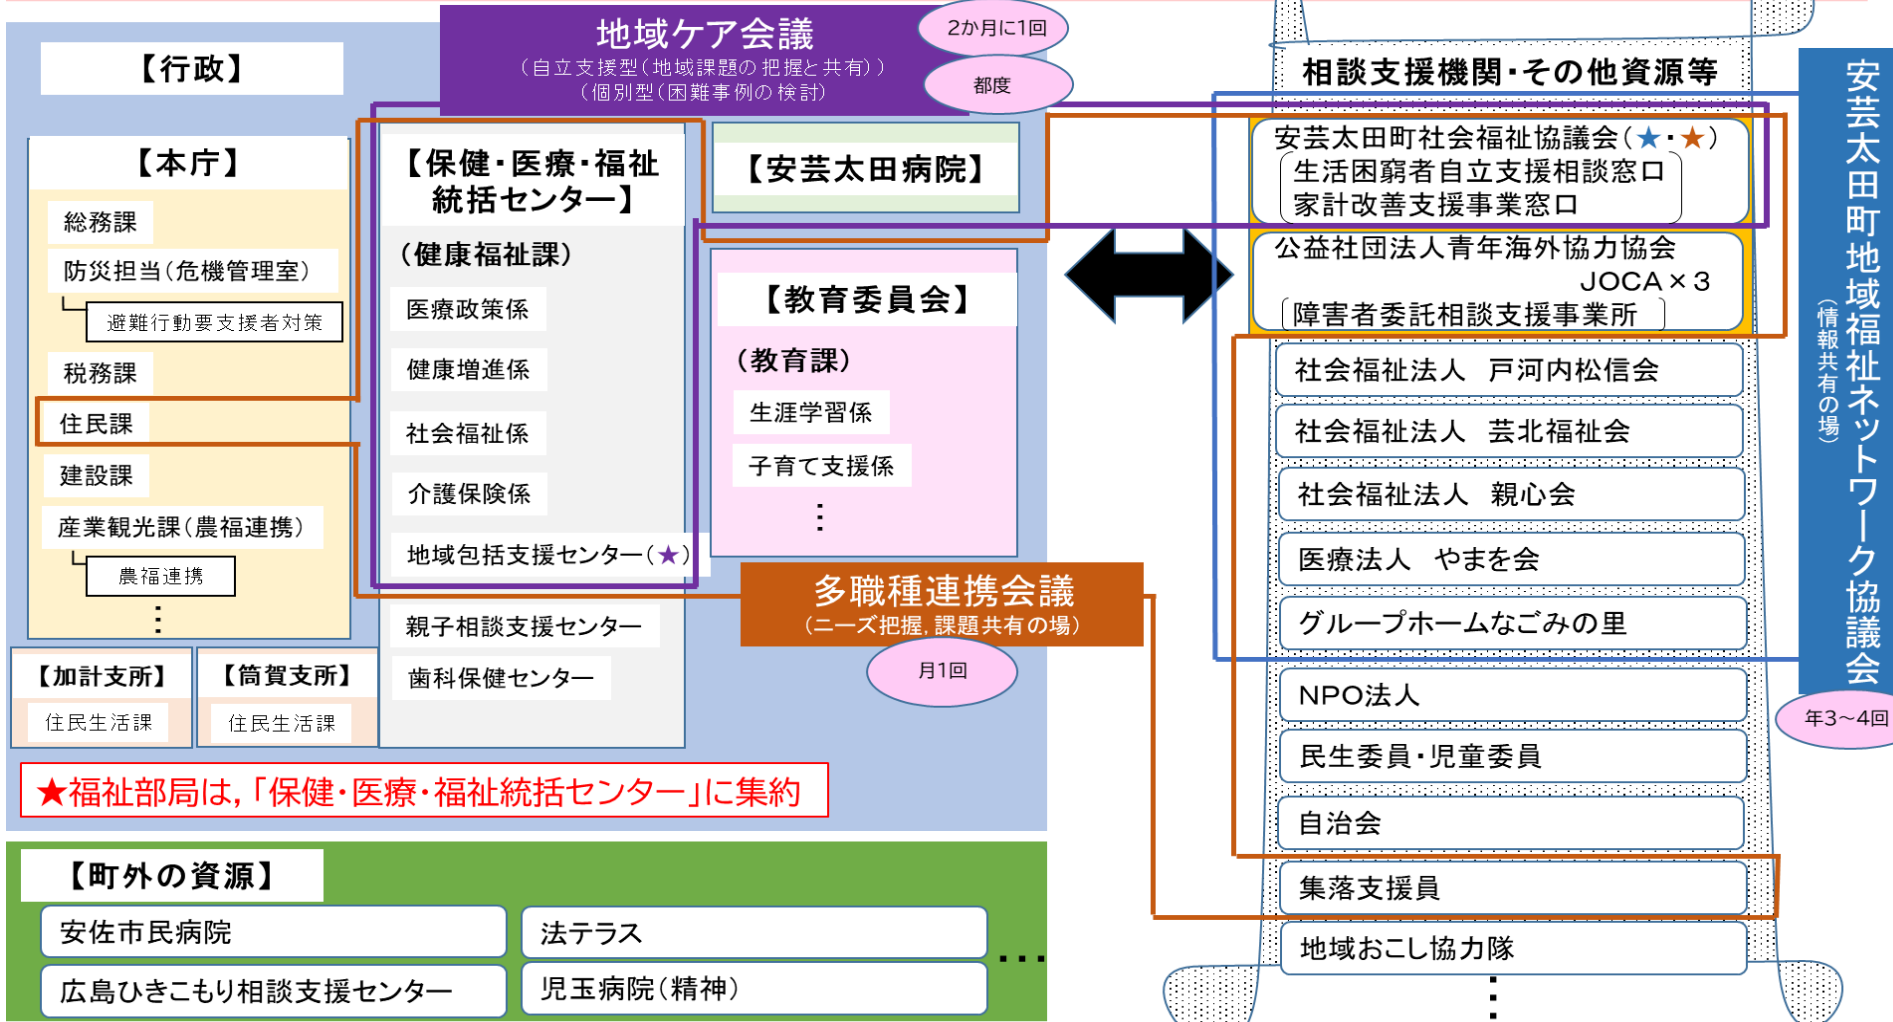 地域ケア会議
（自立支援型（地域課題の把握と共有））
（個別型（困難事例の検討）
2か月に1回
都度
【行政】
【本庁】
総務課
防災担当（危機管理室）
避難行動要支援者対策
税務課
住民課
建設課
産業観光課（農福連携）
農福連携
⋮
【加計支所】
住民生活課
【筒賀支所】
住民生活課
【保健・医療・福祉
統括センター】
（健康福祉課）
医療政策係
健康増進係
社会福祉係
介護保険係
地域包括支援センター（★）
親子相談支援センター
歯科保健センター
【安芸太田病院】
【教育委員会】
（教育課）
生涯学習係
子育て支援係
⋮
多職種連携会議
（ニーズ把握，課題共有の場）
月1回
★福祉部局は，「保健・医療・福祉統括センター」に集約
【町外の資源】
安佐市民病院
法テラス
広島ひきこもり相談支援センター
児玉病院（精神）
…
相談支援機関・その他資源等
安芸太田町社会福祉協議会（★・★）
生活困窮者自立支援相談窓口
家計改善支援事業窓口
公益社団法人青年海外協力協会
JOCA×3
障害者委託相談支援事業所
社会福祉法人　戸河内松信会
社会福祉法人　芸北福祉会
社会福祉法人　親心会
医療法人　やまを会
グループホームなごみの里
NPO法人
民生委員・児童委員
自治会
集落支援員
地域おこし協力隊
⋮
安芸太田町地域福祉ネットワーク協議会
（情報共有の場）
年3～4回